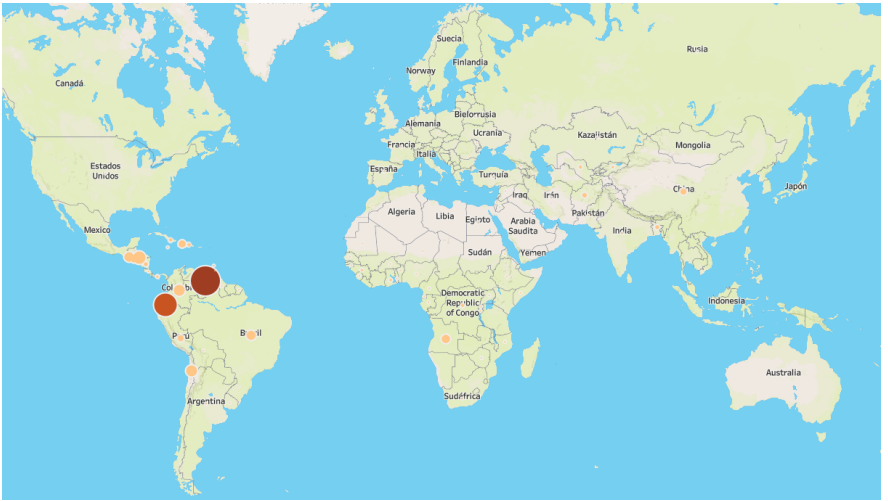 Suecia
Rusia
Finlandia
Norway
Canadá
Bielorrusia
Alemania
Ucrania
Kazajistán
Francia
Mongolia
Italia
Estados
Unidos
España
Turquía
Japón
China
Iraq
Irán
Pakistán
Argelia
Libia
Egipto
Arabia
Saudita
México
India
Sudán
Yemen
Colombia
Democratic
Republic
of Congo
Indonesia
Perú
Brasil
Australia
Argentina
Sudáfrica